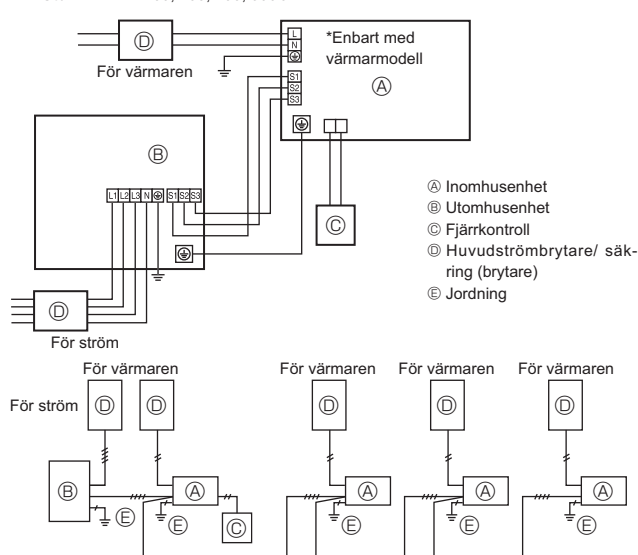 Ⓓ
För värmaren
L
N
*Enbart med
värmarmodell
Ⓐ
S1
S2
S3
Ⓑ
L1 L2 L3 N S1 S2 S3
Ⓒ
Ⓐ Inomhusenhet
Ⓑ Utomhusenhet
Ⓒ Fjärrkontroll
Ⓓ Huvudströmbrytare/ säk-
ring (brytare)
Ⓔ Jordning
Ⓓ
För ström
För värmaren För värmaren För värmaren För värmaren
För ström Ⓓ Ⓓ Ⓓ Ⓓ Ⓓ
Ⓑ Ⓐ Ⓐ Ⓐ Ⓐ
Ⓔ Ⓔ Ⓒ Ⓔ Ⓔ Ⓔ